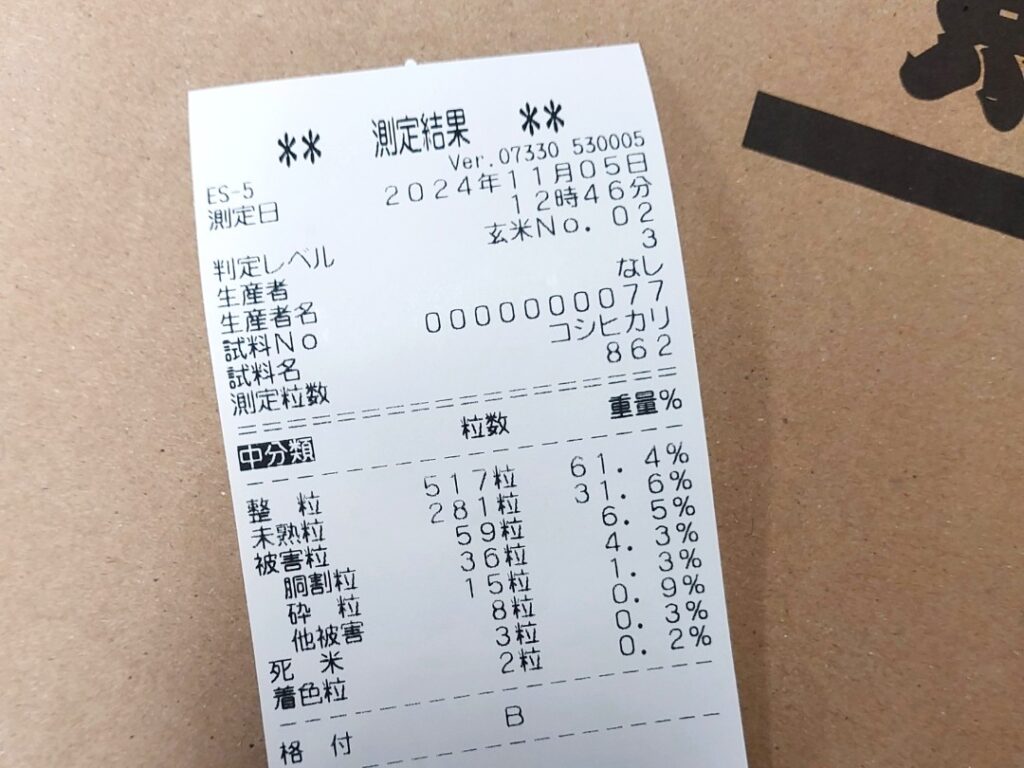 ** 測定結果 **
ES-5 Ver.07330 530005
測定日 2024年11月05日
12時46分
判定レベル 玄米No. 02
生産者 3
生産者名 なし
試料No 0000000077
試料名 コシヒカリ
測定粒数 862
中分類 粒数 重量%
整 粒 517粒 61.4%
未熟粒 281粒 31.6%
被害粒 59粒 6.5%
胴割粒 36粒 4.3%
砕 粒 15粒 1.3%
他被害 8粒 0.9%
死 米 3粒 0.3%
着色粒 2粒 0.2%
格 付 B